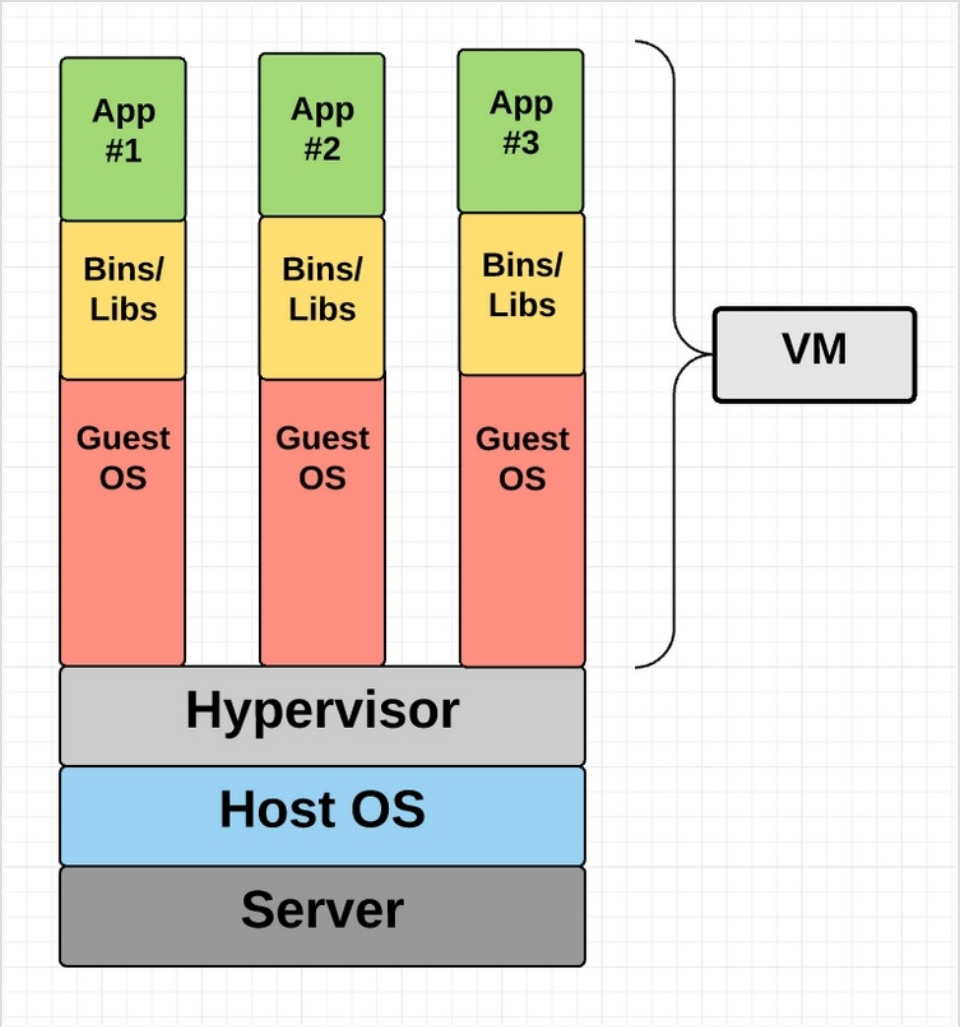 App
#1
App
#2
App
#3
Bins/
Libs
Bins/
Libs
Bins/
Libs
VM
Guest
OS
Guest
OS
Guest
OS
Hypervisor
Host OS
Server